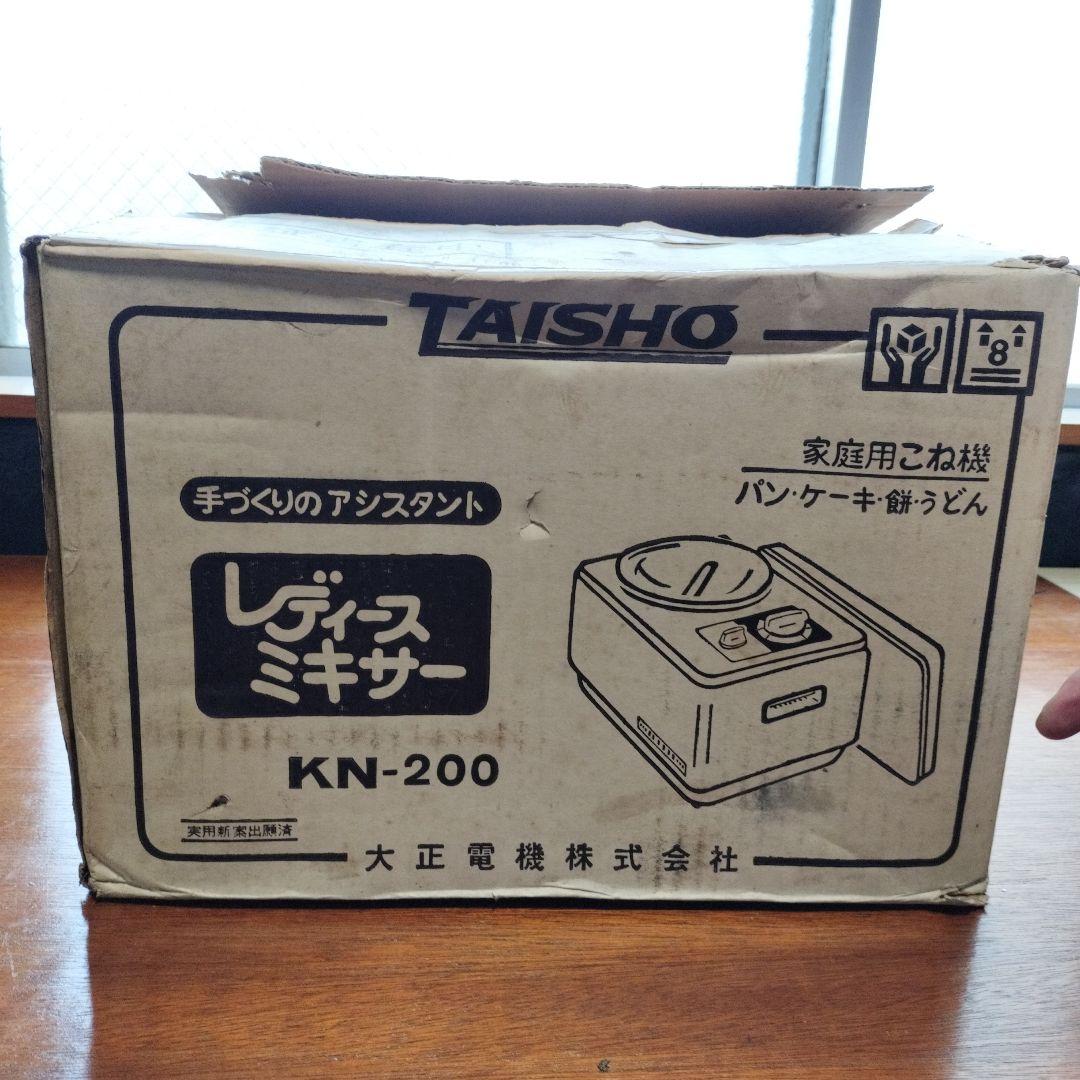 TAISHO
8
家庭用こね機
パン・ケーキ・餅・うどん
手づくりのアシスタント
レディース
ミキサー
KN-200
実用新案出願済
大正電機株式会社